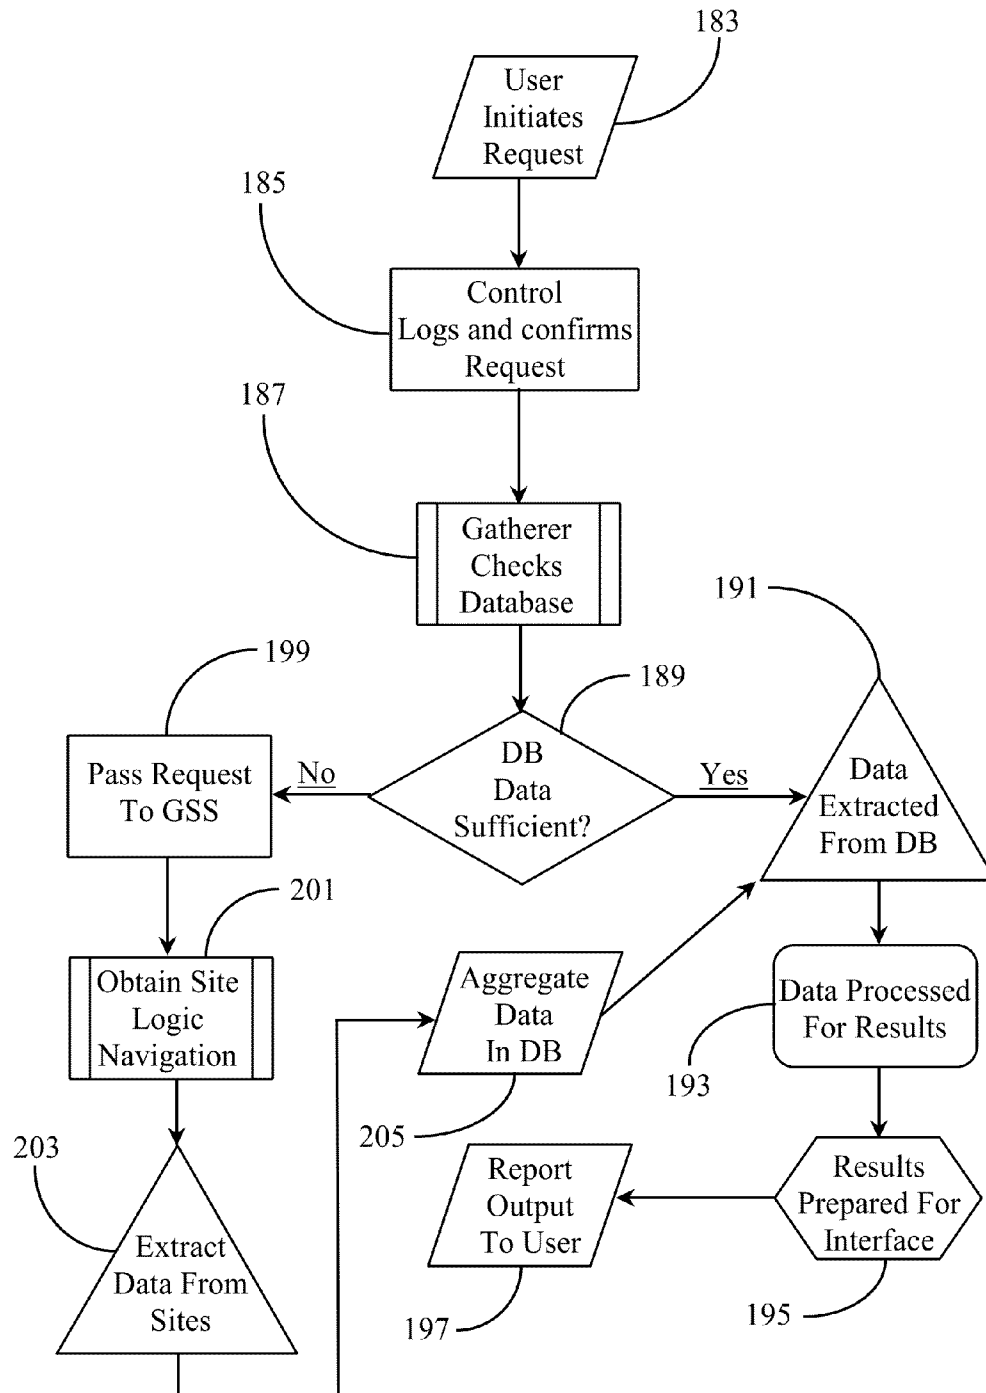 183
User
Initiates
Request
185
Control
Logs and confirms
Request
187
Gatherer
Checks
Database
191
199
189
DB
Data
Sufficient?
No
Yes
Pass Request
To GSS
Data
Extracted
From DB
201
Obtain Site
Logic
Navigation
Aggregate
Data
In DB
205
Data Processed
For Results
193
203
Extract
Data From
Sites
Report
Output
To User
197
Results
Prepared For
Interface
195